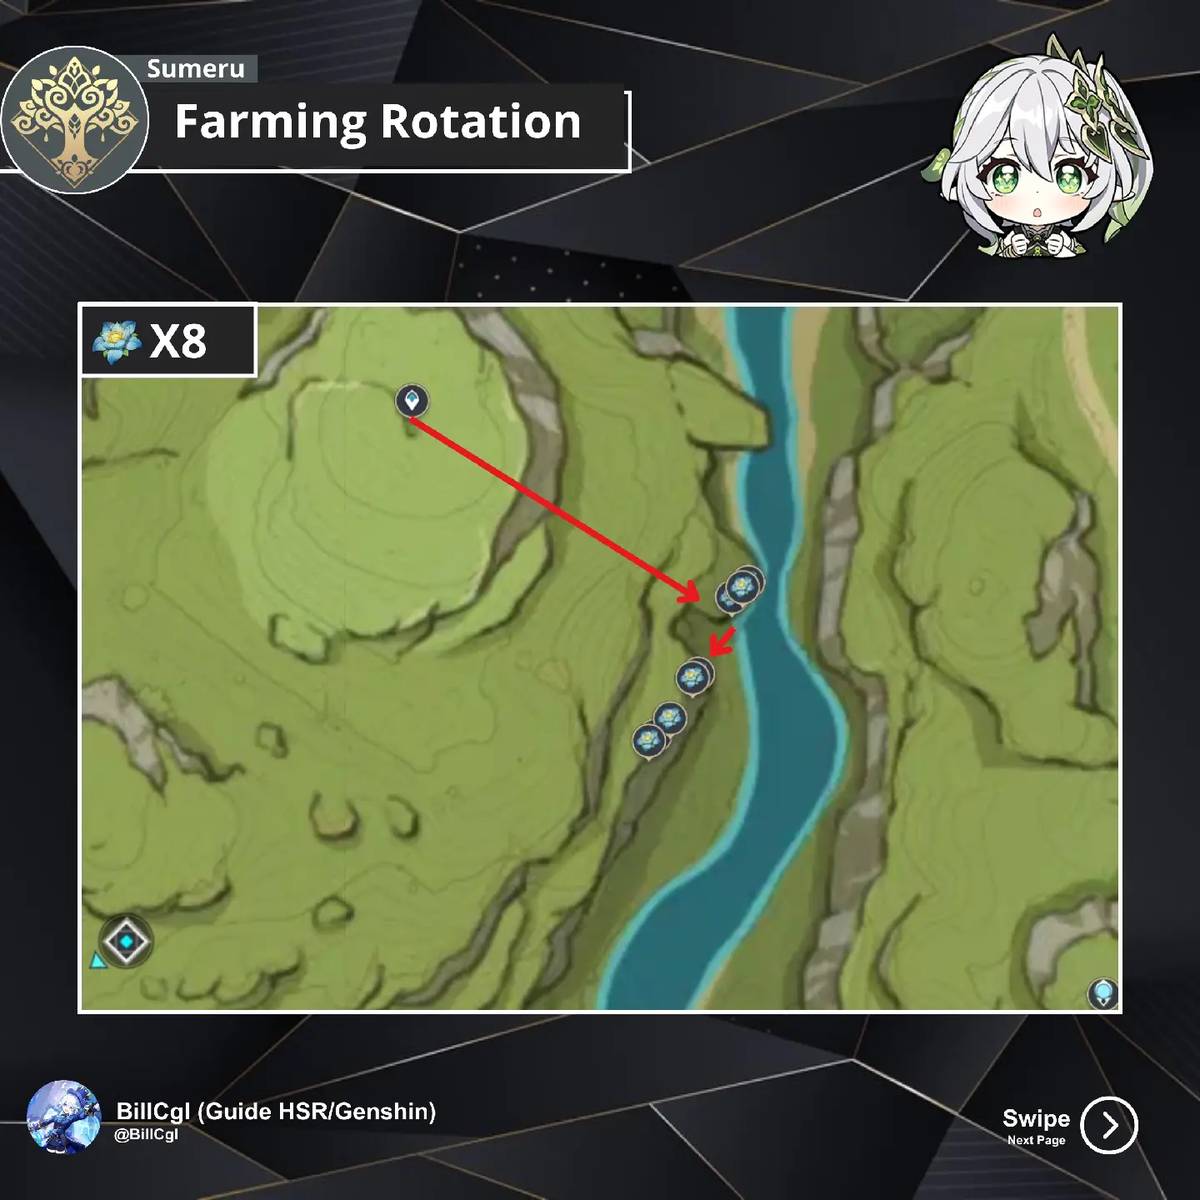 Sumeru
Farming Rotation
X8
BillCgl (Guide HSR/Genshin)
@BillCgl
Swipe
Next Page